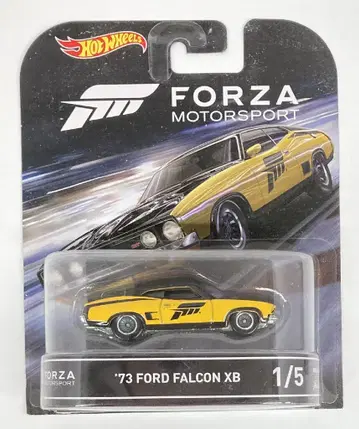 Hot Wheels
FORZA
MOTORSPORT
FORZA
MOTORSPORT
'73 FORD FALCON XB
1/5